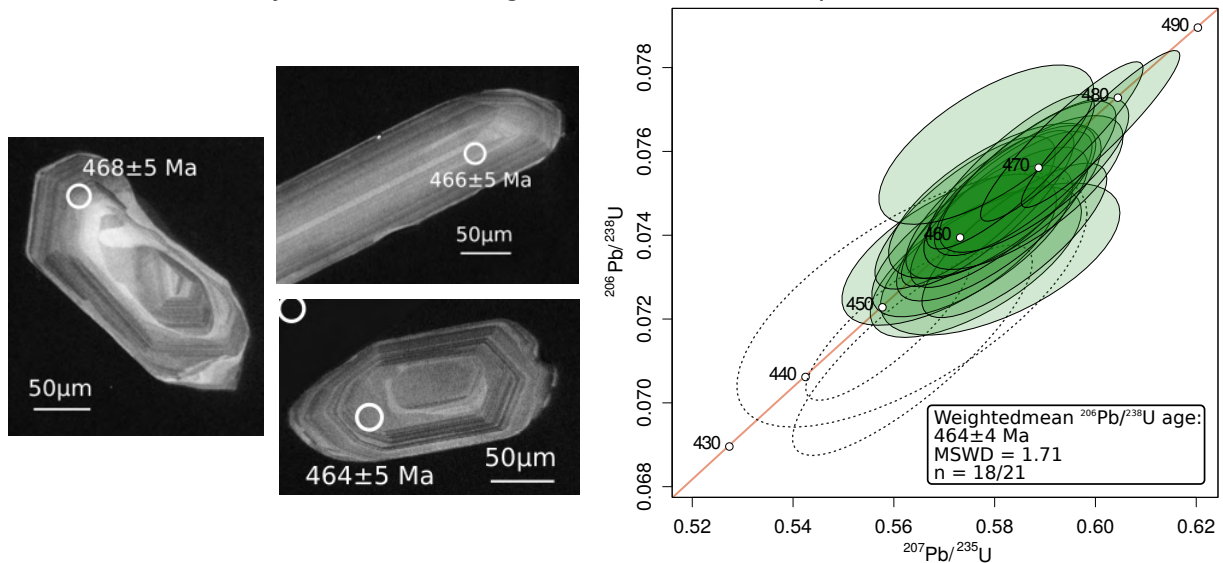 468±5 Ma
50µm
466±5 Ma
50µm
464±5 Ma
50µm
²⁰⁶Pb/²³⁸U
0.078
0.076
0.074
0.072
0.070
0.068
490
480
470
460
450
440
430
Weightedmean ²⁰⁶Pb/²³⁸U age:
464±4 Ma
MSWD = 1.71
n = 18/21
0.52 0.54 0.56 0.58 0.60 0.62
²⁰⁷Pb/²³⁵U